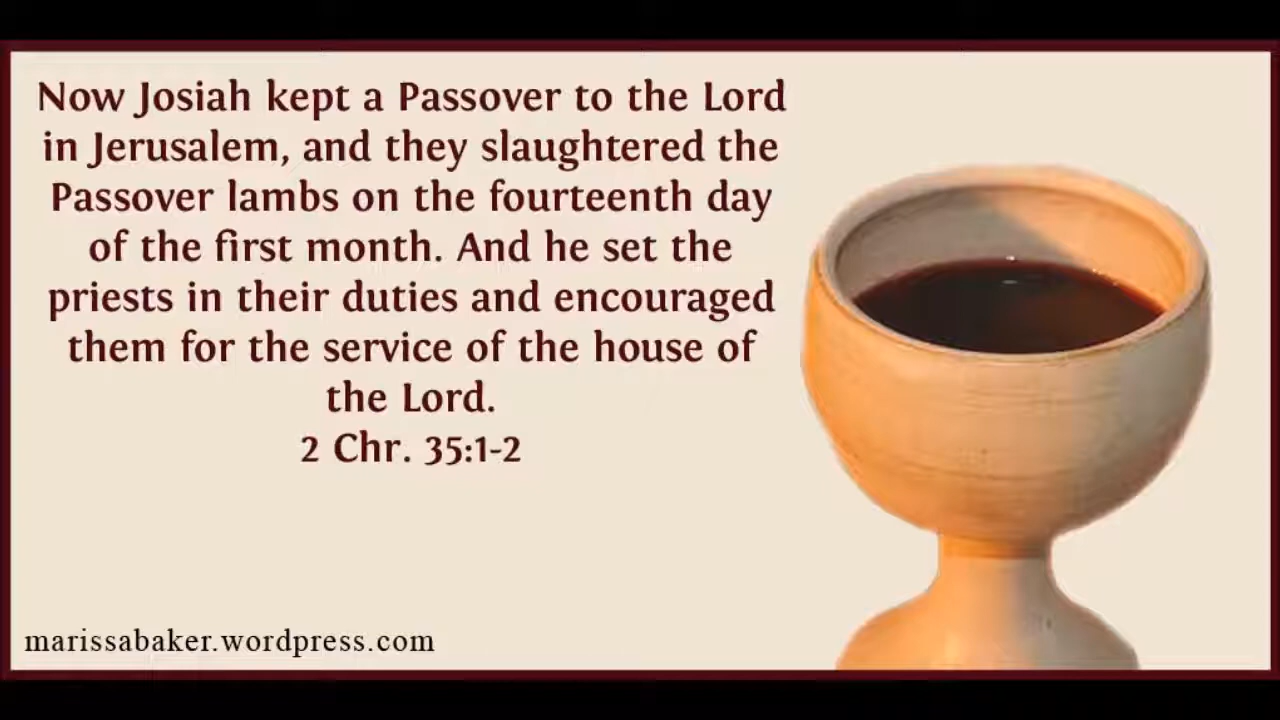 Now Josiah kept a Passover to the Lord
in Jerusalem, and they slaughtered the
Passover lambs on the fourteenth day
of the first month. And he set the
priests in their duties and encouraged
them for the service of the house of
the Lord.
2 Chr. 35:1-2
marissabaker.wordpress.com